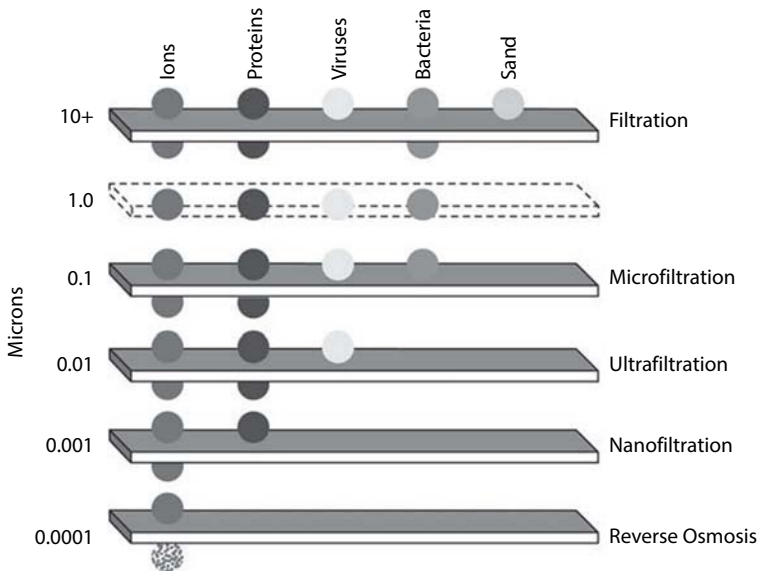 Ions
Proteins
Viruses
Bacteria
Sand
10+
Filtration
1.0
0.1
Microfiltration
Microns
0.01
Ultrafiltration
0.001
Nanofiltration
0.0001
Reverse Osmosis